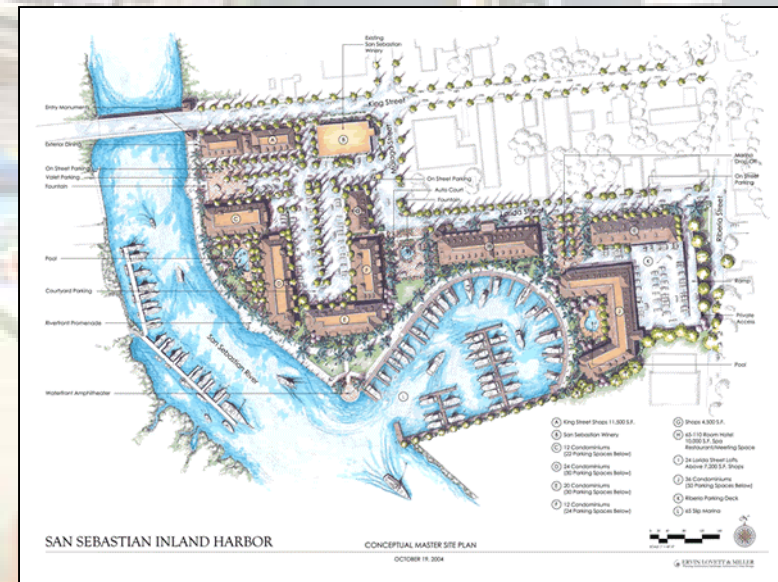 Existing
San Sebastian
Winery
Entry Monument
King Street
Exterior Dining
On Street Parking
Valet Parking
Fountain
On Street Parking
Auto Court
Fountain
Marina
Drop Off
On Street
Parking
Riberia Street
Pool
Courtyard Parking
Riverfront Promenade
San Sebastian River
Waterfront Amphitheater
Ramp
Private
Access
Pool
A King Street Shops 11,500 S.F.
B San Sebastian Winery
C 12 Condominiums
(22 Parking Spaces Below)
D 24 Condominiums
(50 Parking Spaces Below)
E 20 Condominiums
(30 Parking Spaces Below)
F 12 Condominiums
(24 Parking Spaces Below)
G Shops 4,500 S.F.
H 65-110 Room Hotel
10,000 S.F. Spa
Restaurant/Meeting Space
I 24 Lorida Street Lofts
Above 7,200 S.F. Shops
J 36 Condominiums
(50 Parking Spaces Below)
K Riberia Parking Deck
L 65 Slip Marina
SAN SEBASTIAN INLAND HARBOR
CONCEPTUAL MASTER SITE PLAN
OCTOBER 19, 2004
ERVIN LOVETT & MILLER